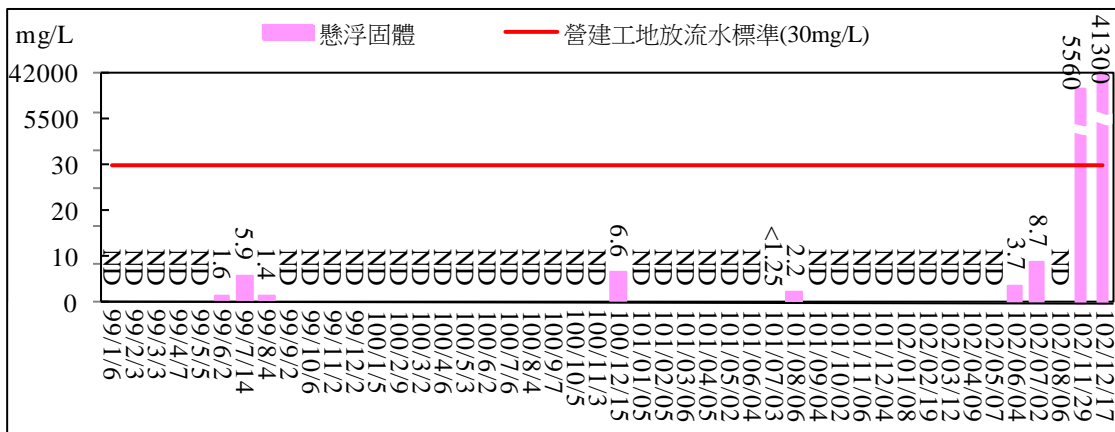 mg/L
懸浮固體
營建工地放流水標準(30mg/L)
42000
5500
30
20
10
0
ND
ND
ND
ND
ND
1.6
5.9
1.4
ND
ND
ND
ND
ND
ND
ND
ND
ND
ND
ND
ND
ND
ND
6.6
ND
ND
ND
ND
ND
ND
<1.25
2.2
ND
ND
ND
ND
ND
ND
ND
ND
ND
3.7
8.7
ND
5560
41300
99/1/6
99/2/3
99/3/3
99/4/7
99/5/5
99/6/2
99/7/14
99/8/4
99/9/2
99/10/6
99/11/2
99/12/2
100/1/5
100/2/9
100/3/2
100/5/3
100/6/2
100/7/6
100/8/4
100/9/7
100/10/5
100/11/3
100/12/15
101/01/05
101/02/05
101/03/06
101/04/05
101/05/02
101/06/04
101/07/03
101/08/06
101/09/04
101/10/02
101/11/06
101/12/04
102/01/08
102/02/19
102/03/12
102/04/09
102/05/07
102/06/04
102/07/02
102/08/06
102/11/29
102/12/17